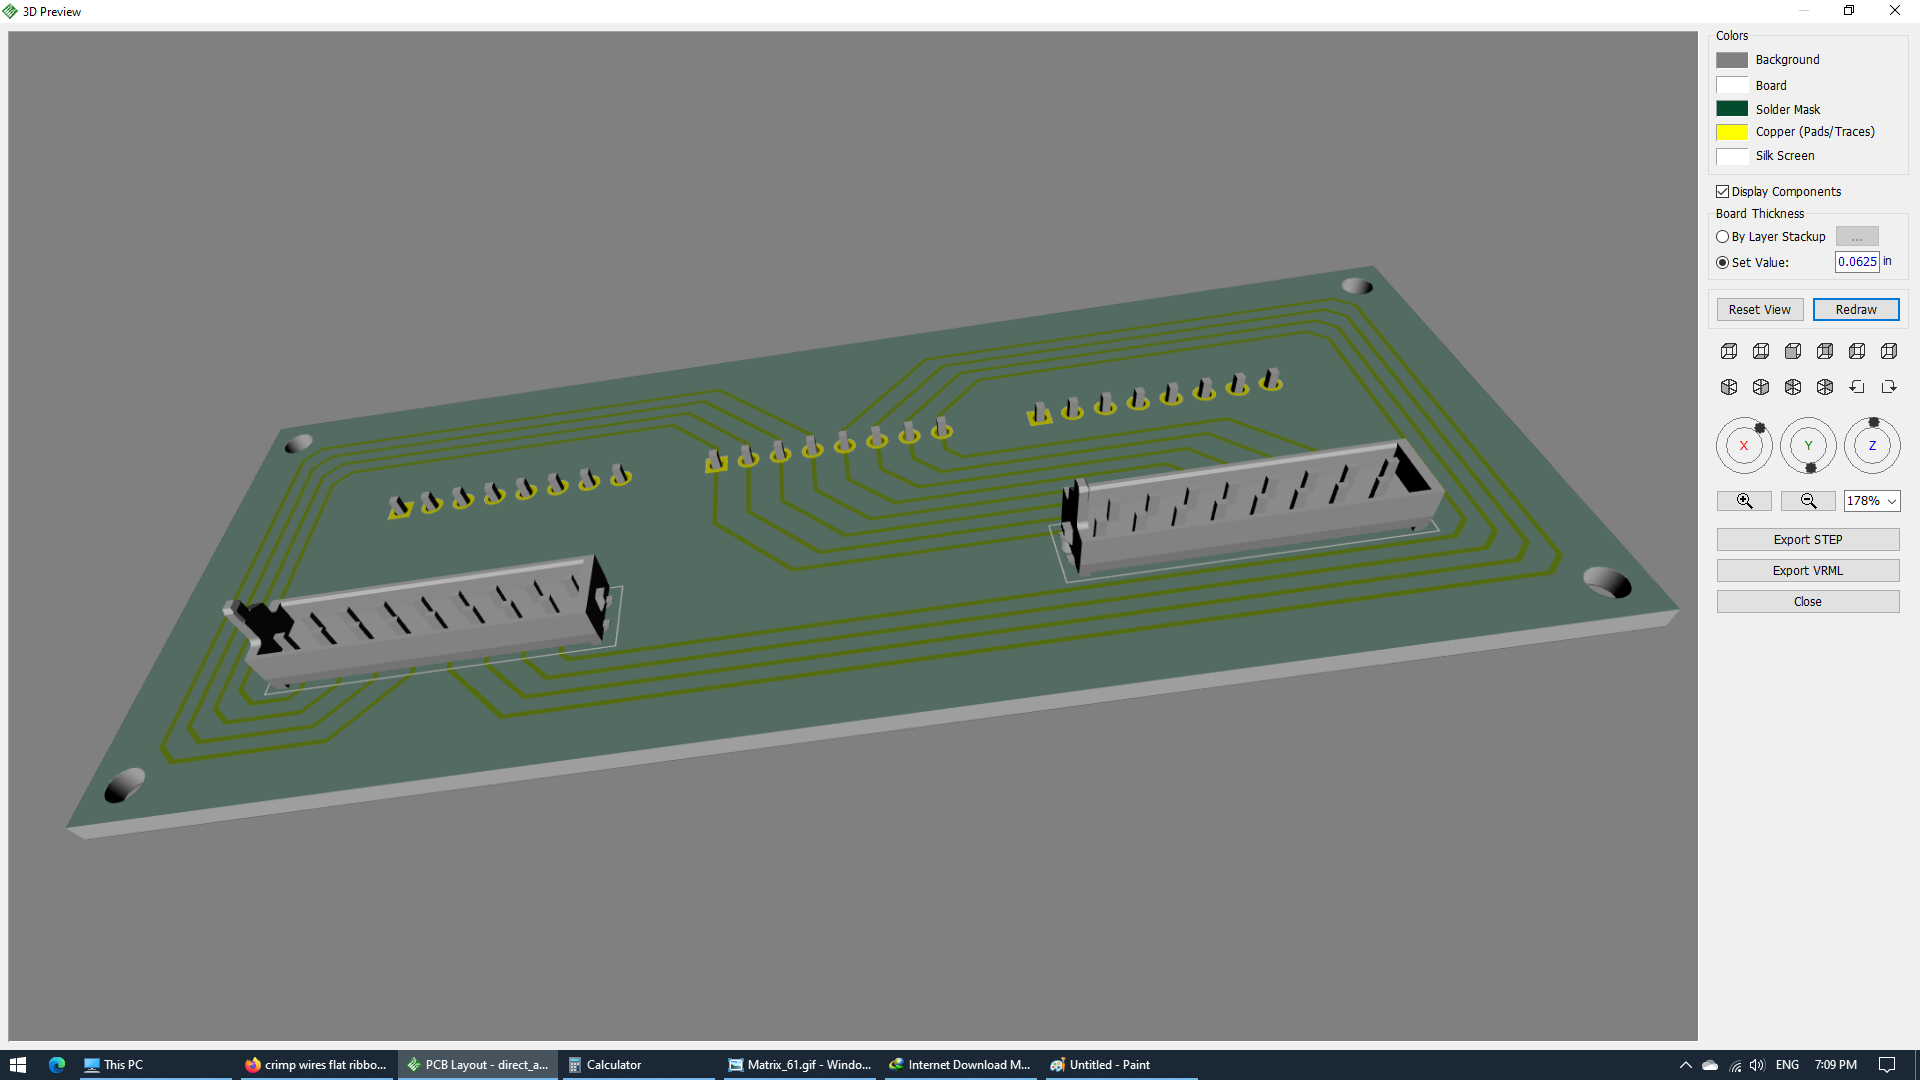 3D Preview
Colors
Background
Board
Solder Mask
Copper (Pads/Traces)
Silk Screen
Display Components
Board Thickness
By Layer Stackup ...
Set Value: 0.0625 in
Reset View Redraw
X Y Z
178%
Export STEP
Export VRML
Close
This PC crimp wires flat ribbo... PCB Layout - direct_a... Calculator Matrix_61.gif - Windo... Internet Download M... Untitled - Paint ENG 7:09 PM